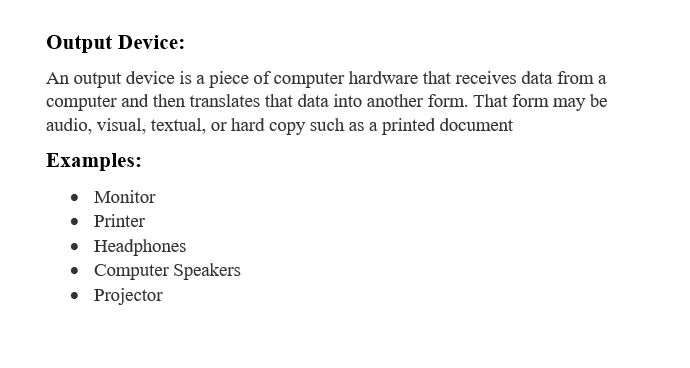 Output Device:
An output device is a piece of computer hardware that receives data from a
computer and then translates that data into another form. That form may be
audio, visual, textual, or hard copy such as a printed document
Examples:
• Monitor
• Printer
• Headphones
• Computer Speakers
• Projector